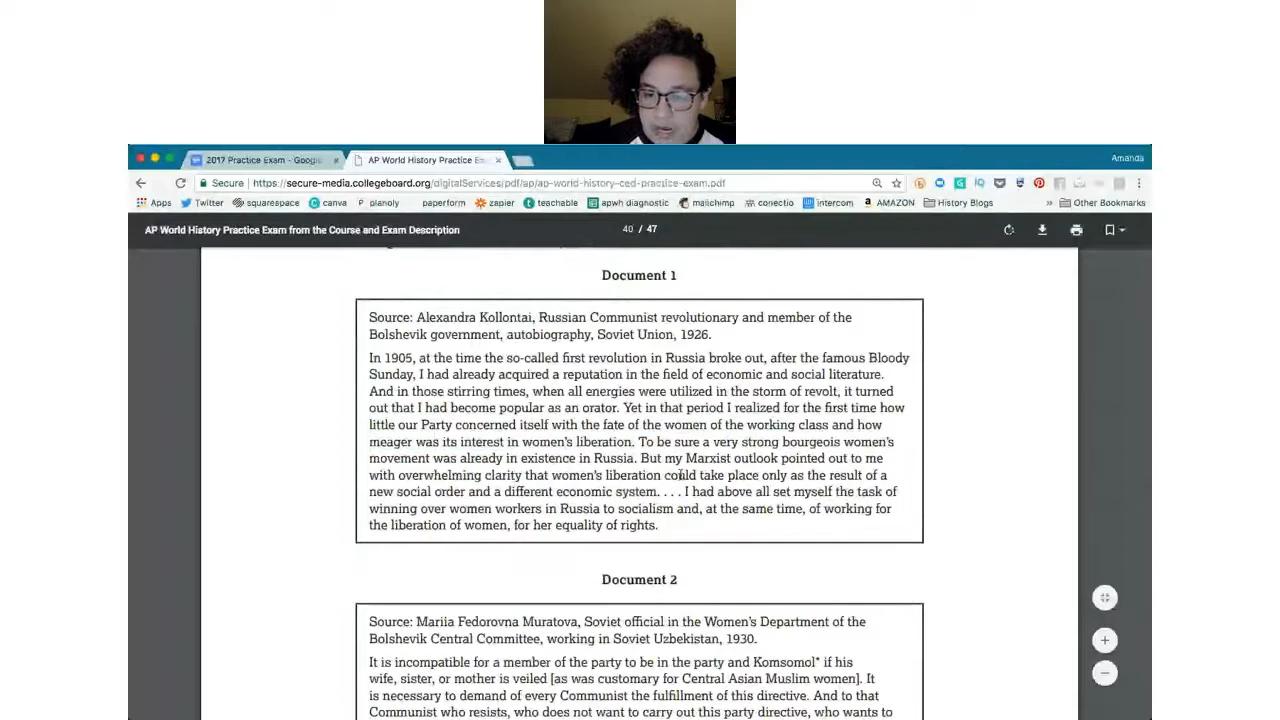 2017 Practice Exam - Googl
AP World History Practice Ex
Amanda
Secure
https://secure-media.collegeboard.org/digitalServices/pdf/ap/ap-world-history-ced-practice-exam.pdf
Apps Twitter squarespace canva planoly paperform zapier teachable apwh diagnostic mailchimp conectio intercom AMAZON History Blogs » Other Bookmarks
AP World History Practice Exam from the Course and Exam Description
40 / 47
Document 1
Source: Alexandra Kollontai, Russian Communist revolutionary and member of the
Bolshevik government, autobiography, Soviet Union, 1926.
In 1905, at the time the so-called first revolution in Russia broke out, after the famous Bloody
Sunday, I had already acquired a reputation in the field of economic and social literature.
And in those stirring times, when all energies were utilized in the storm of revolt, it turned
out that I had become popular as an orator. Yet in that period I realized for the first time how
little our Party concerned itself with the fate of the women of the working class and how
meager was its interest in women's liberation. To be sure a very strong bourgeois women's
movement was already in existence in Russia. But my Marxist outlook pointed out to me
with overwhelming clarity that women's liberation could take place only as the result of a
new social order and a different economic system. . . . I had above all set myself the task of
winning over women workers in Russia to socialism and, at the same time, of working for
the liberation of women, for her equality of rights.
Document 2
Source: Mariia Fedorovna Muratova, Soviet official in the Women's Department of the
Bolshevik Central Committee, working in Soviet Uzbekistan, 1930.
It is incompatible for a member of the party to be in the party and Komsomol* if his
wife, sister, or mother is veiled [as was customary for Central Asian Muslim women]. It
is necessary to demand of every Communist the fulfillment of this directive. And to that
Communist who resists, who does not want to carry out this party directive, who wants to